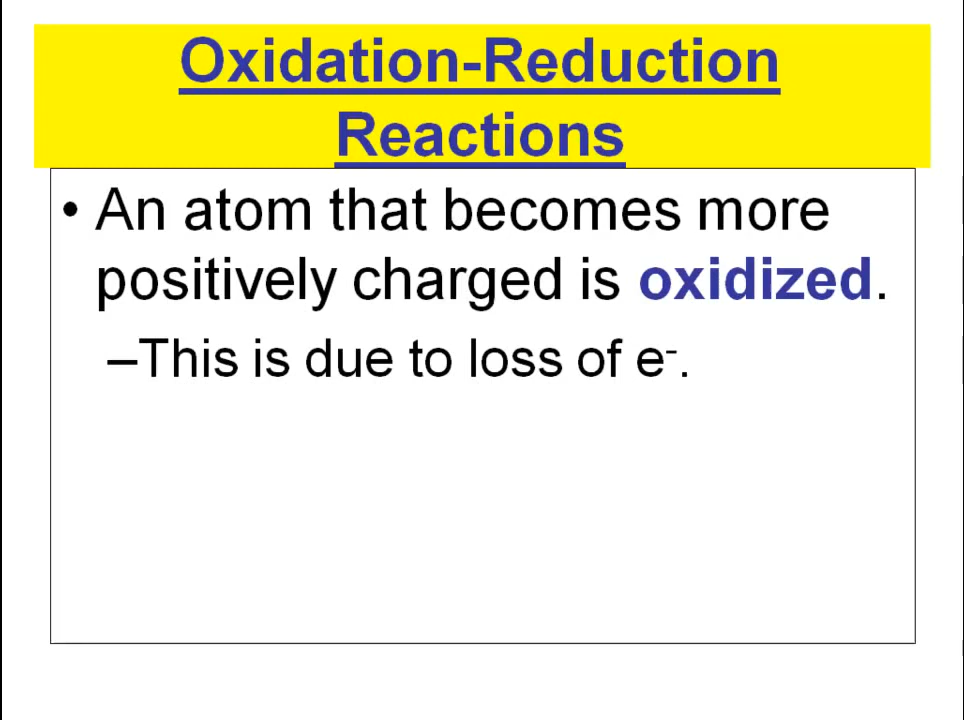 Oxidation-Reduction
Reactions
• An atom that becomes more
positively charged is oxidized.
–This is due to loss of e⁻.